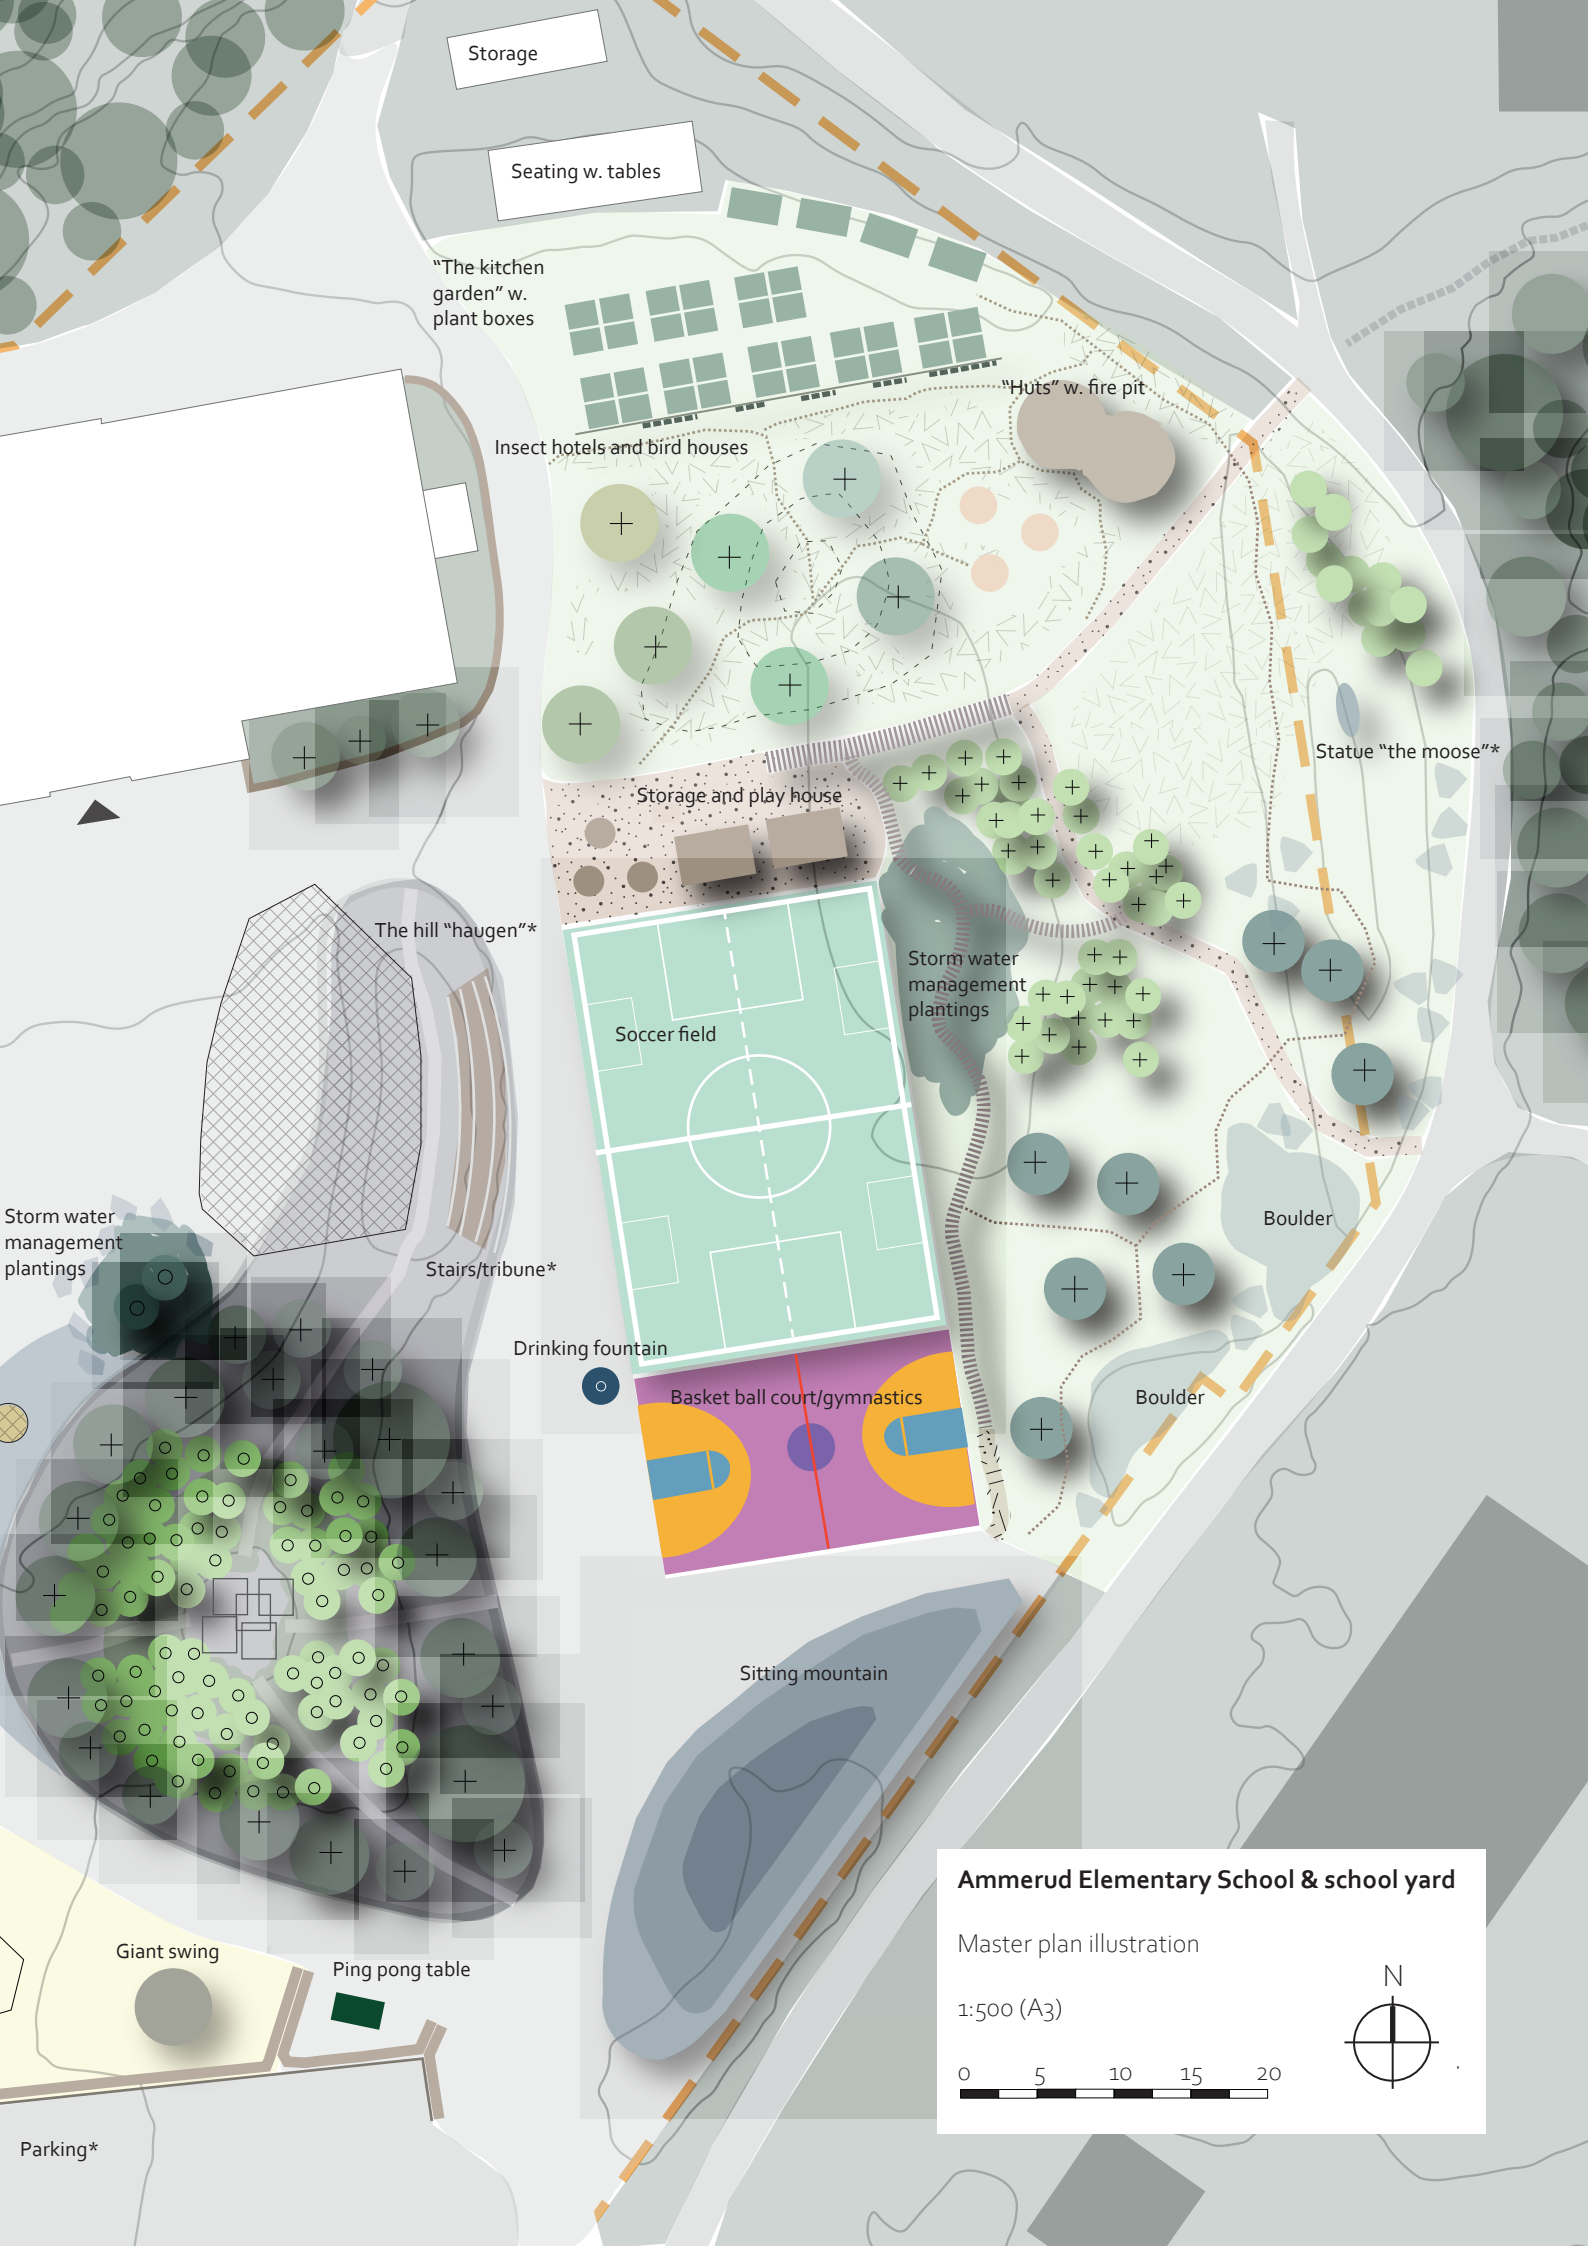 Storage
Seating w. tables
“The kitchen
garden” w.
plant boxes
“Huts” w. fire pit
Insect hotels and bird houses
Statue “the moose”*
Storage and play house
The hill “haugen”*
Storm water
management
plantings
Soccer field
Storm water
management
plantings
Boulder
Stairs/tribune*
Drinking fountain
Basket ball court/gymnastics
Boulder
Sitting mountain
Ammerud Elementary School & school yard
Master plan illustration
N
1:500 (A3)
0 5 10 15 20
Giant swing
Ping pong table
Parking*